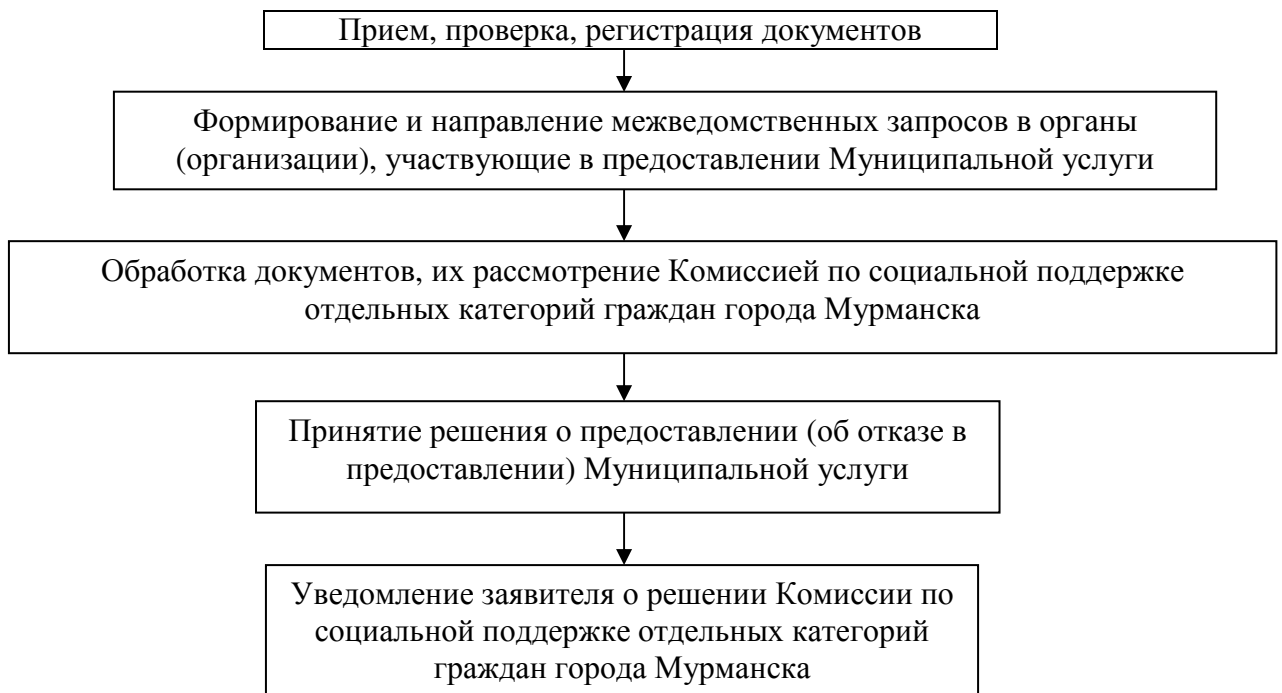 Прием, проверка, регистрация документов
Формирование и направление межведомственных запросов в органы
(организации), участвующие в предоставлении Муниципальной услуги
Обработка документов, их рассмотрение Комиссией по социальной поддержке
отдельных категорий граждан города Мурманска
Принятие решения о предоставлении (об отказе в
предоставлении) Муниципальной услуги
Уведомление заявителя о решении Комиссии по
социальной поддержке отдельных категорий
граждан города Мурманска